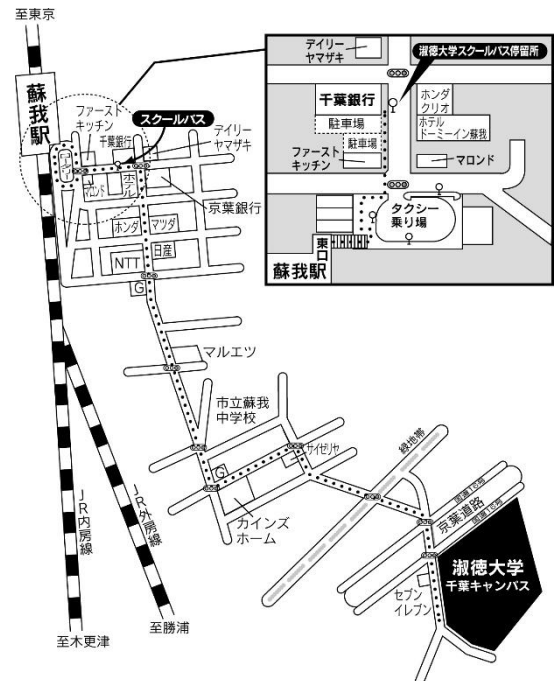 至東京
蘇我駅
ファースト
キッチン
千葉銀行
スクールバス
デイリー
ヤマザキ
ロータリー
マロンド
ホテル
京葉銀行
ホンダ
マツダ
NTT
日産
G
マルエツ
市立蘇我
中学校
G
サイゼリヤ
カインズ
ホーム
緑地帯
国道16号
京葉道路
国道16号
淑徳大学
千葉キャンパス
セブン
イレブン
JR内房線
JR外房線
至木更津
至勝浦
デイリー
ヤマザキ
淑徳大学スクールバス停留所
千葉銀行
駐車場
駐車場
ファースト
キッチン
ホンダ
クリオ
ホテル
ドーミーイン蘇我
マロンド
タクシー
乗り場
東口
蘇我駅